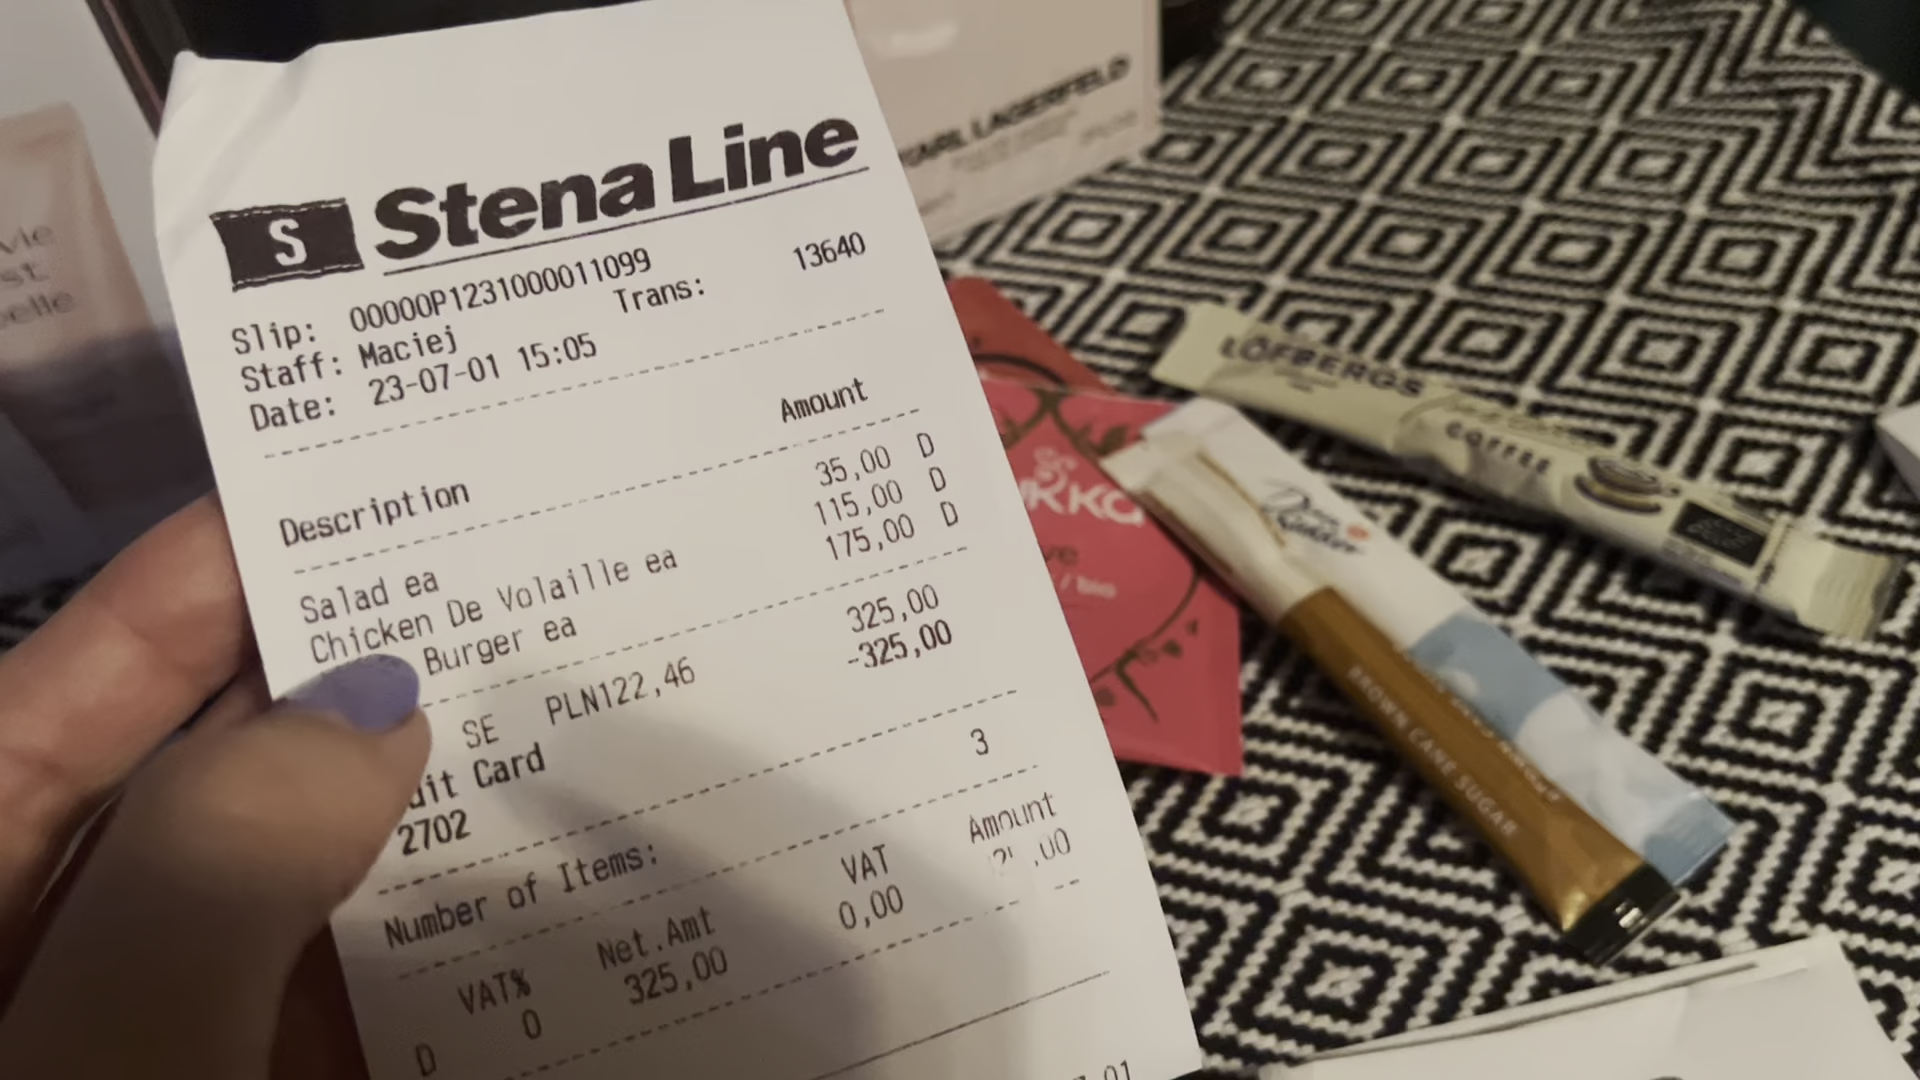 S Stena Line
Slip: 00000P1231000011099
Staff: Maciej Trans: 13640
Date: 23-07-01 15:05
Description Amount
Salad ea 35,00 D
Chicken De Volaille ea 115,00 D
Burger ea 175,00 D
SE PLN122,46 325,00
Card -325,00
2702
Number of Items: 3
VAT% Net.Amt VAT Amount
D 0 325,00 0,00
KARL LAGERFELD
LÖFBERGS
COFFEE
BROWN CANE SUGAR